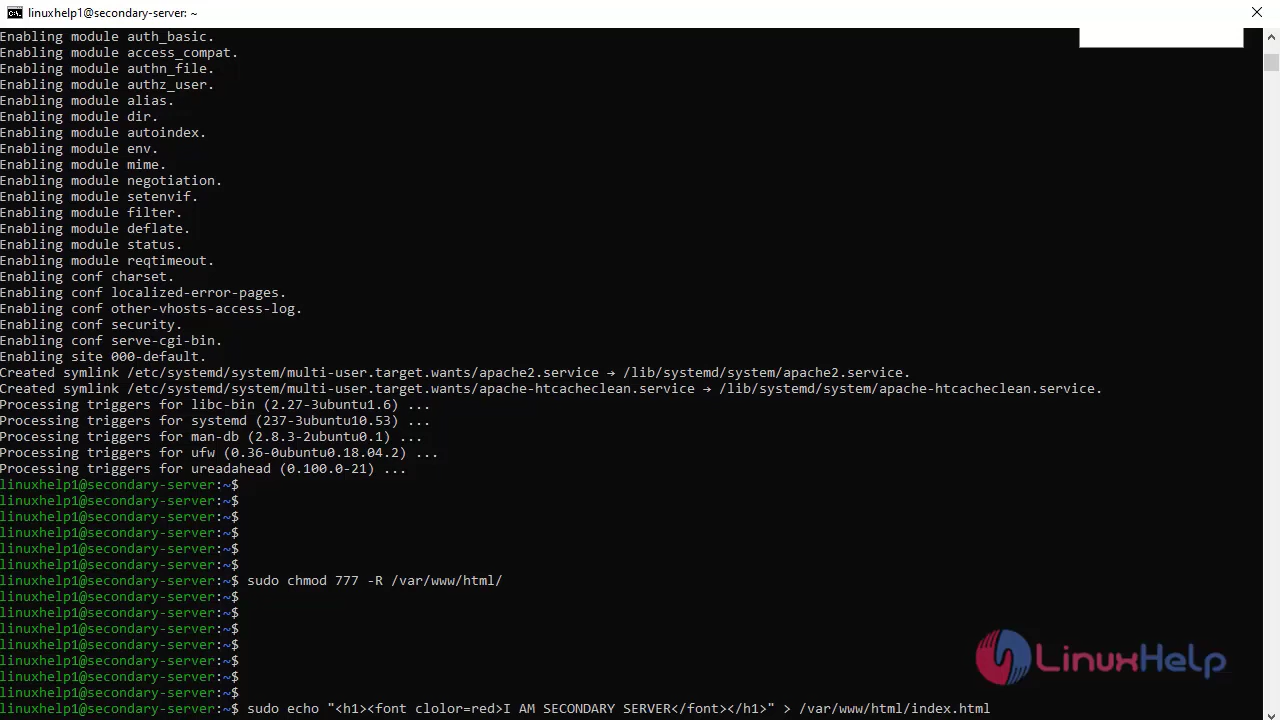 linuxhelp1@secondary-server: ~
Enabling module auth_basic.
Enabling module access_compat.
Enabling module authn_file.
Enabling module authz_user.
Enabling module alias.
Enabling module dir.
Enabling module autoindex.
Enabling module env.
Enabling module mime.
Enabling module negotiation.
Enabling module setenvif.
Enabling module filter.
Enabling module deflate.
Enabling module status.
Enabling module reqtimeout.
Enabling conf charset.
Enabling conf localized-error-pages.
Enabling conf other-vhosts-access-log.
Enabling conf security.
Enabling conf serve-cgi-bin.
Enabling site 000-default.
Created symlink /etc/systemd/system/multi-user.target.wants/apache2.service → /lib/systemd/system/apache2.service.
Created symlink /etc/systemd/system/multi-user.target.wants/apache-htcacheclean.service → /lib/systemd/system/apache-htcacheclean.service.
Processing triggers for libc-bin (2.27-3ubuntu1.6) ...
Processing triggers for systemd (237-3ubuntu10.53) ...
Processing triggers for man-db (2.8.3-2ubuntu0.1) ...
Processing triggers for ufw (0.36-0ubuntu0.18.04.2) ...
Processing triggers for ureadahead (0.100.0-21) ...
linuxhelp1@secondary-server:~$
linuxhelp1@secondary-server:~$
linuxhelp1@secondary-server:~$
linuxhelp1@secondary-server:~$
linuxhelp1@secondary-server:~$
linuxhelp1@secondary-server:~$
linuxhelp1@secondary-server:~$ sudo chmod 777 -R /var/www/html/
linuxhelp1@secondary-server:~$
linuxhelp1@secondary-server:~$
linuxhelp1@secondary-server:~$
linuxhelp1@secondary-server:~$
linuxhelp1@secondary-server:~$
linuxhelp1@secondary-server:~$
linuxhelp1@secondary-server:~$
linuxhelp1@secondary-server:~$ sudo echo "<h1><font clolor=red>I AM SECONDARY SERVER</font></h1>" > /var/www/html/index.html
LinuxHelp